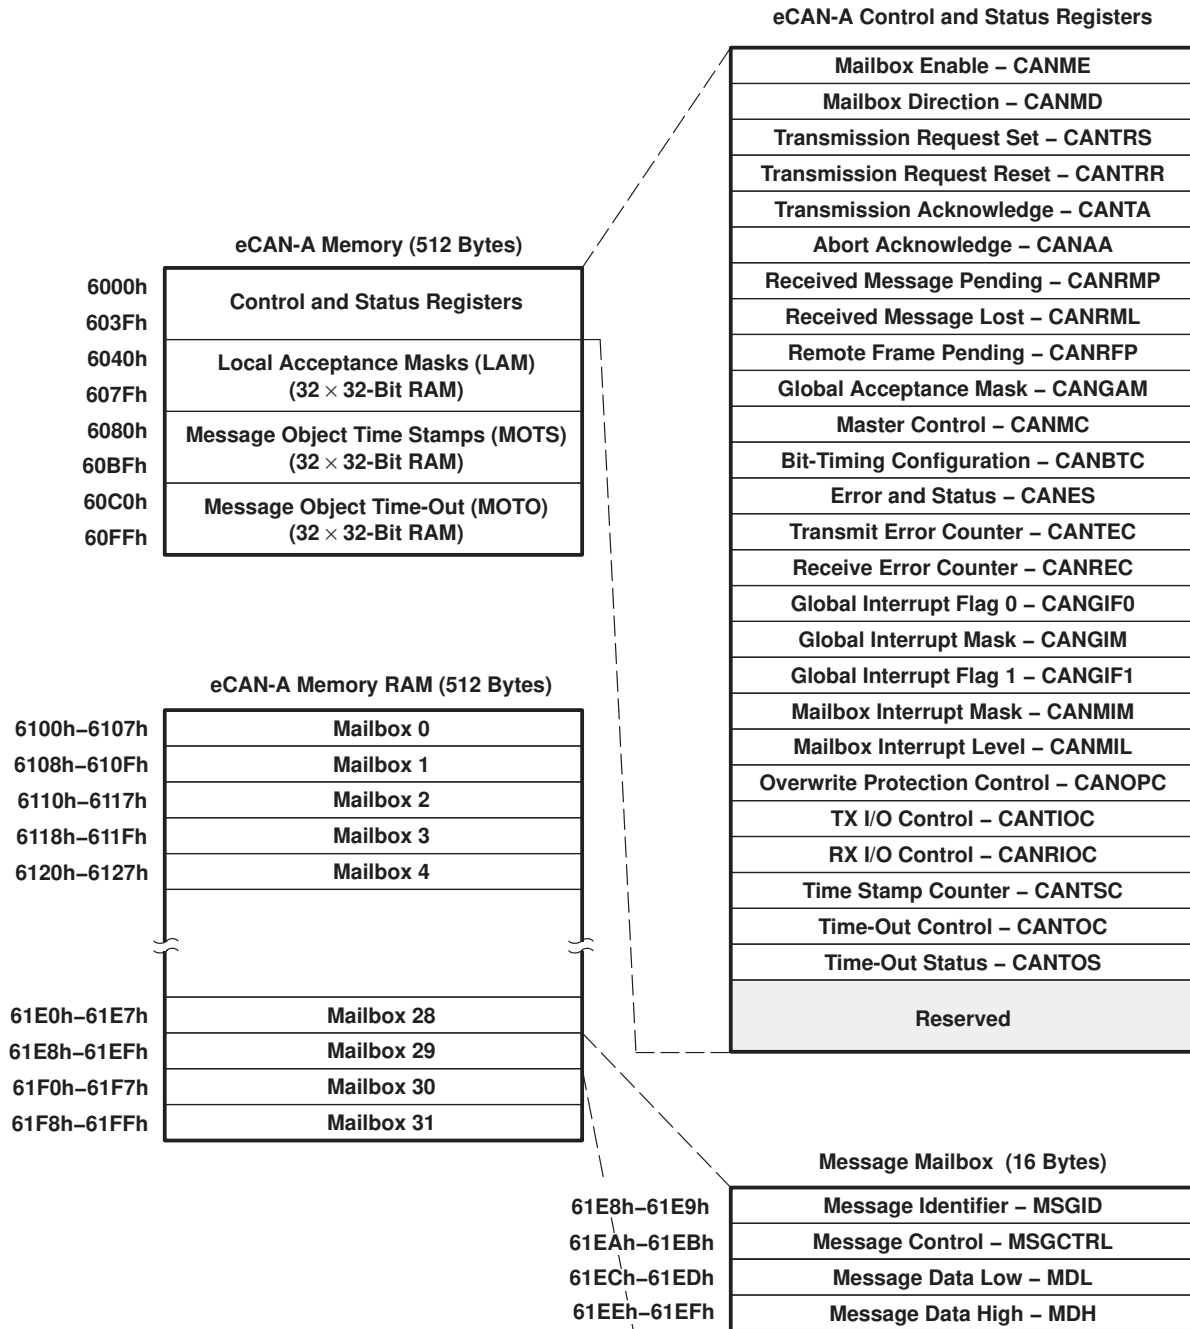 eCAN-A Control and Status Registers
Mailbox Enable – CANME
Mailbox Direction – CANMD
Transmission Request Set – CANTRS
Transmission Request Reset – CANTRR
Transmission Acknowledge – CANTA
Abort Acknowledge – CANAA
Received Message Pending – CANRMP
Received Message Lost – CANRML
Remote Frame Pending – CANRFP
Global Acceptance Mask – CANGAM
Master Control – CANMC
Bit-Timing Configuration – CANBTC
Error and Status – CANES
Transmit Error Counter – CANTEC
Receive Error Counter – CANREC
Global Interrupt Flag 0 – CANGIF0
Global Interrupt Mask – CANGIM
Global Interrupt Flag 1 – CANGIF1
Mailbox Interrupt Mask – CANMIM
Mailbox Interrupt Level – CANMIL
Overwrite Protection Control – CANOPC
TX I/O Control – CANTIOC
RX I/O Control – CANRIOC
Time Stamp Counter – CANTSC
Time-Out Control – CANTOC
Time-Out Status – CANTOS
Reserved
eCAN-A Memory (512 Bytes)
6000h
Control and Status Registers
603Fh
6040h
Local Acceptance Masks (LAM)
(32 × 32-Bit RAM)
607Fh
6080h
Message Object Time Stamps (MOTS)
(32 × 32-Bit RAM)
60BFh
60C0h
Message Object Time-Out (MOTO)
(32 × 32-Bit RAM)
60FFh
eCAN-A Memory RAM (512 Bytes)
6100h–6107h Mailbox 0
6108h–610Fh Mailbox 1
6110h–6117h Mailbox 2
6118h–611Fh Mailbox 3
6120h–6127h Mailbox 4
61E0h–61E7h Mailbox 28
61E8h–61EFh Mailbox 29
61F0h–61F7h Mailbox 30
61F8h–61FFh Mailbox 31
Message Mailbox (16 Bytes)
61E8h–61E9h Message Identifier – MSGID
61EAh–61EBh Message Control – MSGCTRL
61ECh–61EDh Message Data Low – MDL
61EEh–61EFh Message Data High – MDH